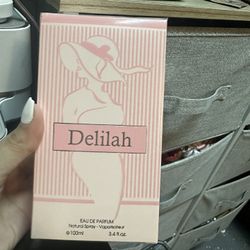 Delilah
EAU DE PARFUM
Natural Spray - Vaporisateur
℮100ml 3.4 fl.oz.